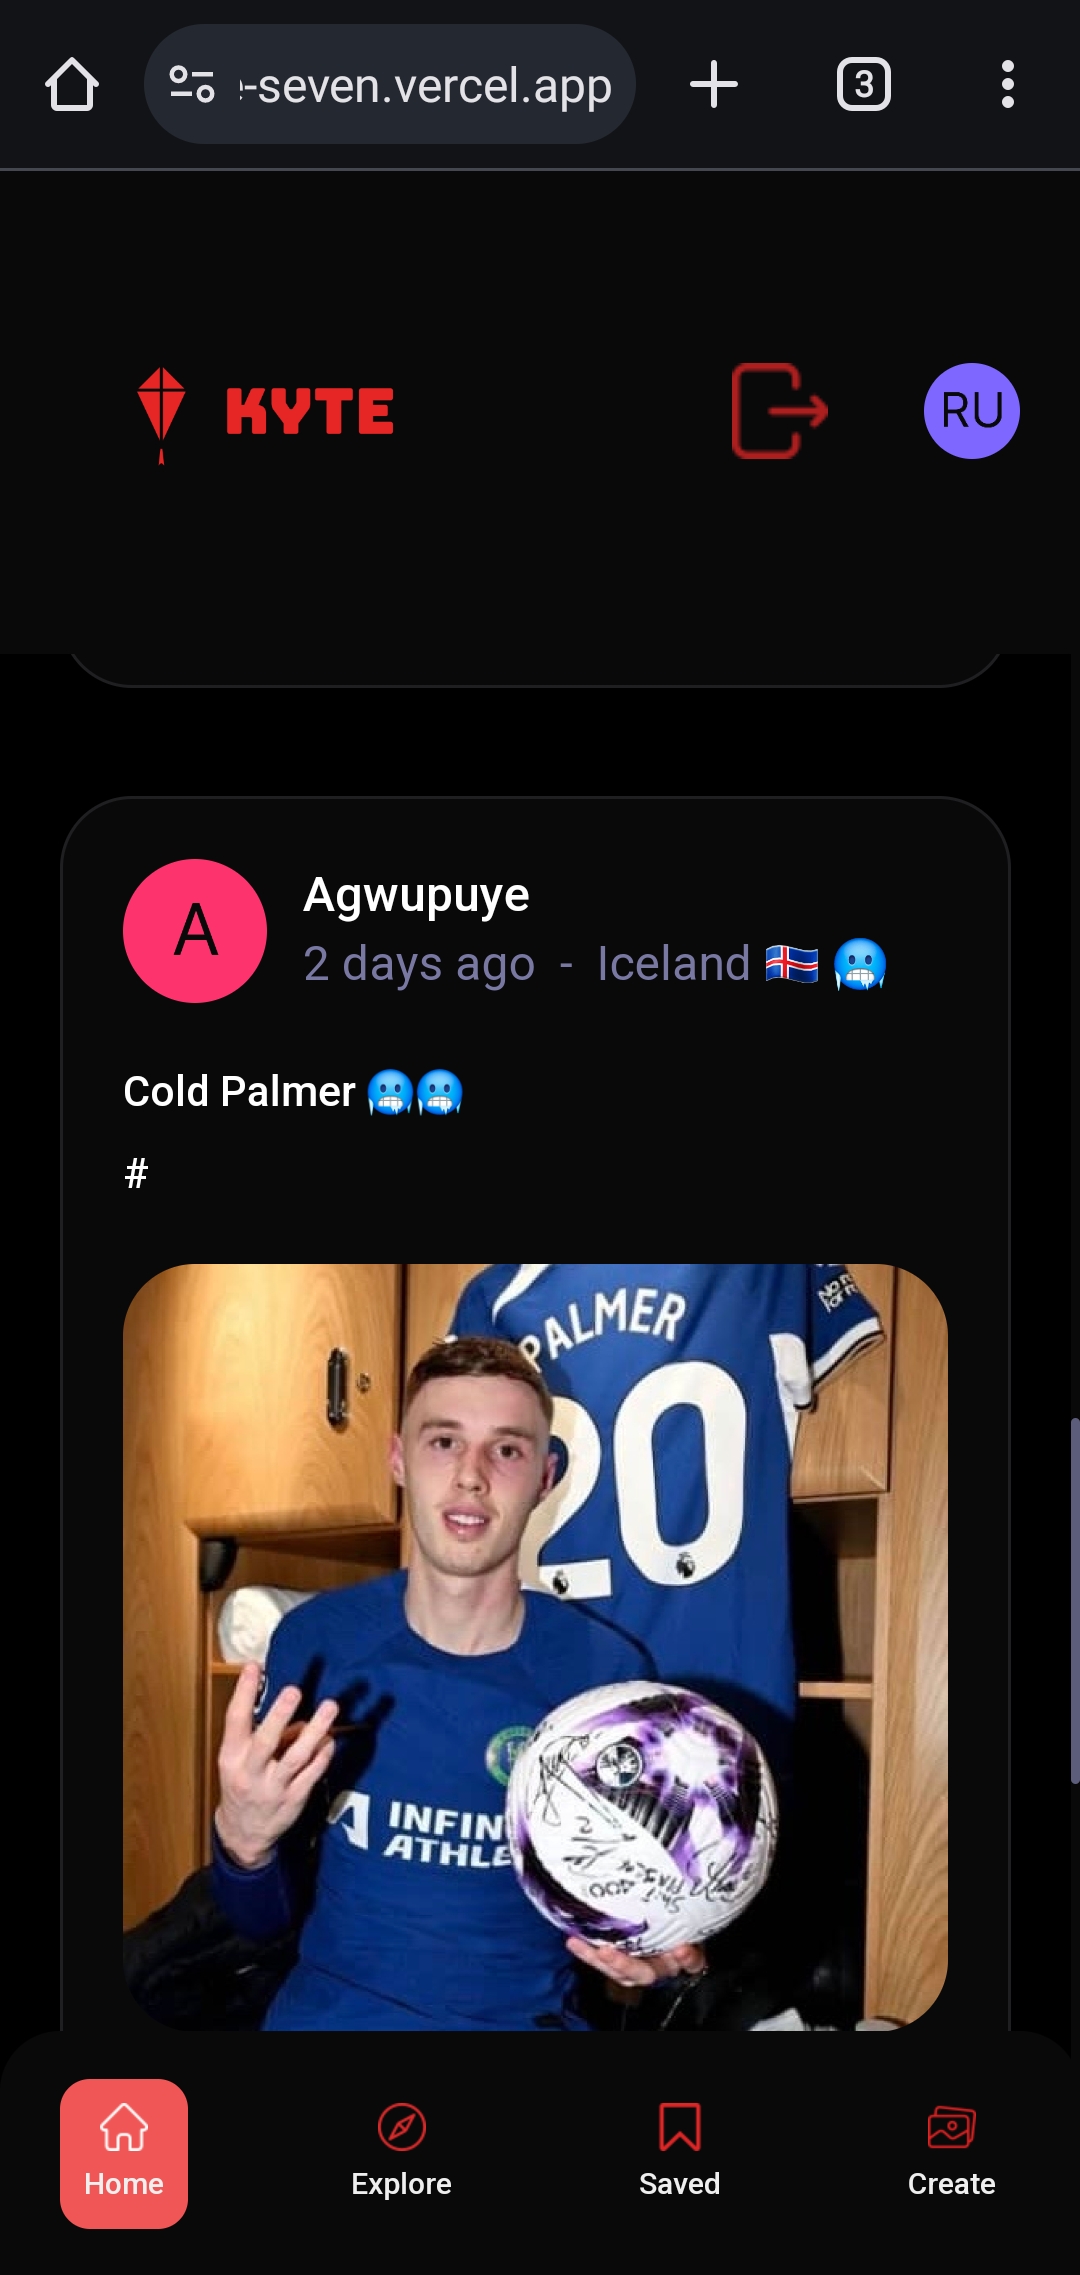 -seven.vercel.app
3
KYTE
RU
A
Agwupuye
2 days ago - Iceland 🇮🇸 🥶
Cold Palmer 🥶🥶
#
PALMER
20
INFIN
ATHLE
Home
Explore
Saved
Create